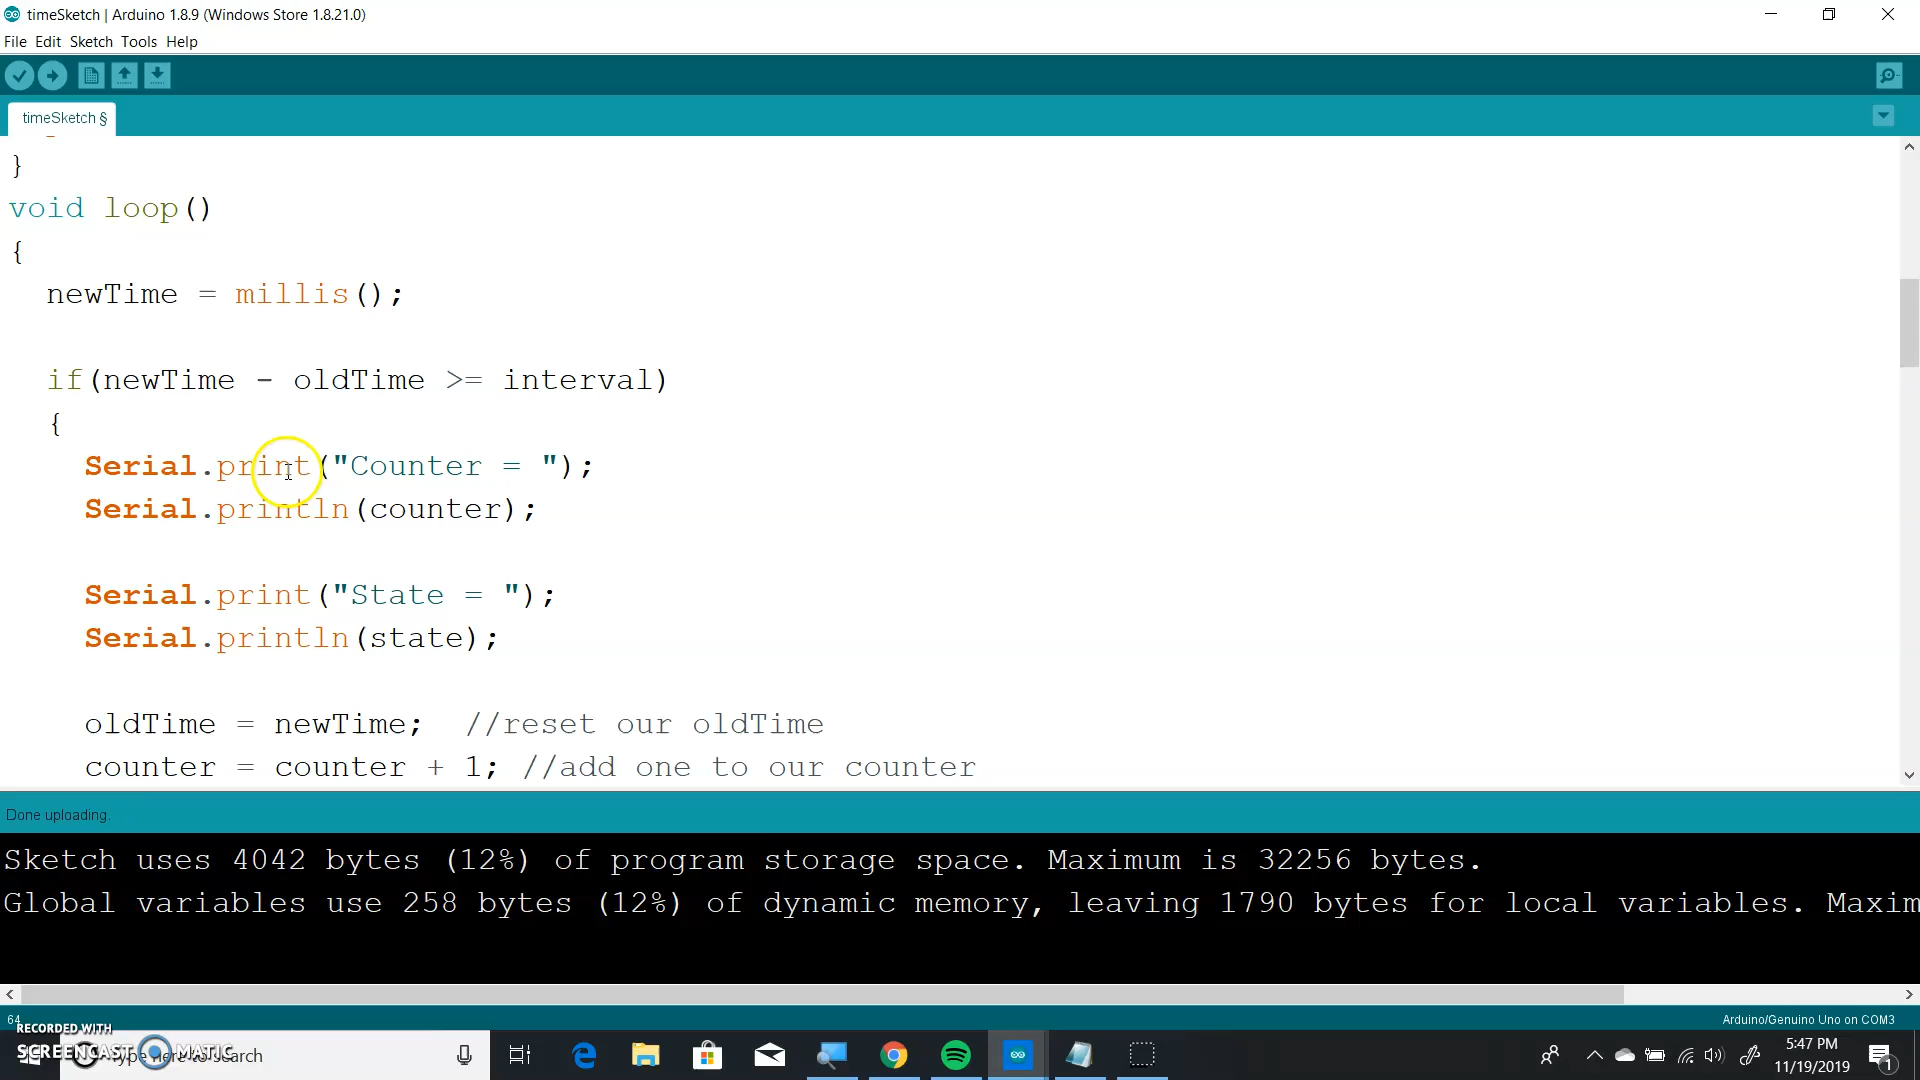 timeSketch | Arduino 1.8.9 (Windows Store 1.8.21.0)
File Edit Sketch Tools Help
timeSketch §
}
void loop()
{
newTime = millis();
if(newTime - oldTime >= interval)
{
Serial.print("Counter = ");
Serial.println(counter);
Serial.print("State = ");
Serial.println(state);
oldTime = newTime; //reset our oldTime
counter = counter + 1; //add one to our counter
Done uploading.
Sketch uses 4042 bytes (12%) of program storage space. Maximum is 32256 bytes.
Global variables use 258 bytes (12%) of dynamic memory, leaving 1790 bytes for local variables. Maxim
64
Arduino/Genuino Uno on COM3
RECORDED WITH
SCREENCAST MATIC
Type here to search
5:47 PM
11/19/2019
1